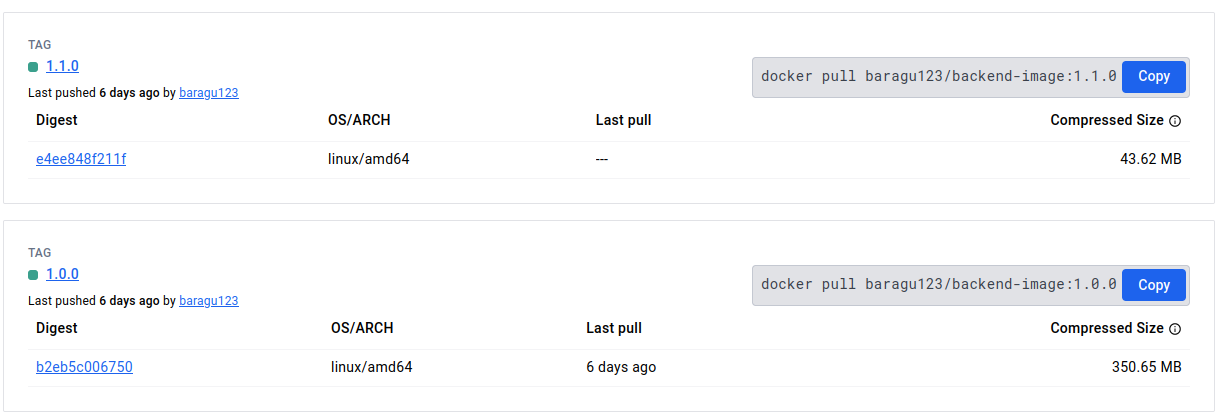 TAG
1.1.0
Last pushed 6 days ago by baragu123
docker pull baragu123/backend-image:1.1.0 Copy
Digest OS/ARCH Last pull Compressed Size
e4ee848f211f linux/amd64 --- 43.62 MB
TAG
1.0.0
Last pushed 6 days ago by baragu123
docker pull baragu123/backend-image:1.0.0 Copy
Digest OS/ARCH Last pull Compressed Size
b2eb5c006750 linux/amd64 6 days ago 350.65 MB